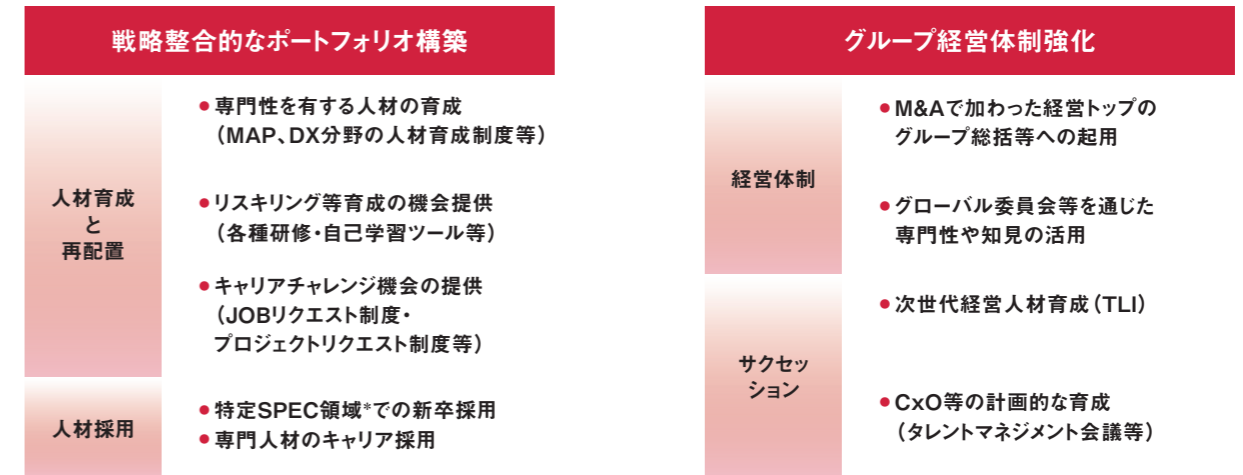 戦略整合的なポートフォリオ構築
人材育成
と
再配置
●専門性を有する人材の育成
（MAP、DX分野の人材育成制度等）
●リスキリング等育成の機会提供
（各種研修・自己学習ツール等）
●キャリアチャレンジ機会の提供
（JOBリクエスト制度・
プロジェクトリクエスト制度等）
人材採用
●特定SPEC領域*での新卒採用
●専門人材のキャリア採用
グループ経営体制強化
経営体制
●M&Aで加わった経営トップの
グループ総括等への起用
●グローバル委員会等を通じた
専門性や知見の活用
サクセッ
ション
●次世代経営人材育成（TLI）
●CxO等の計画的な育成
（タレントマネジメント会議等）